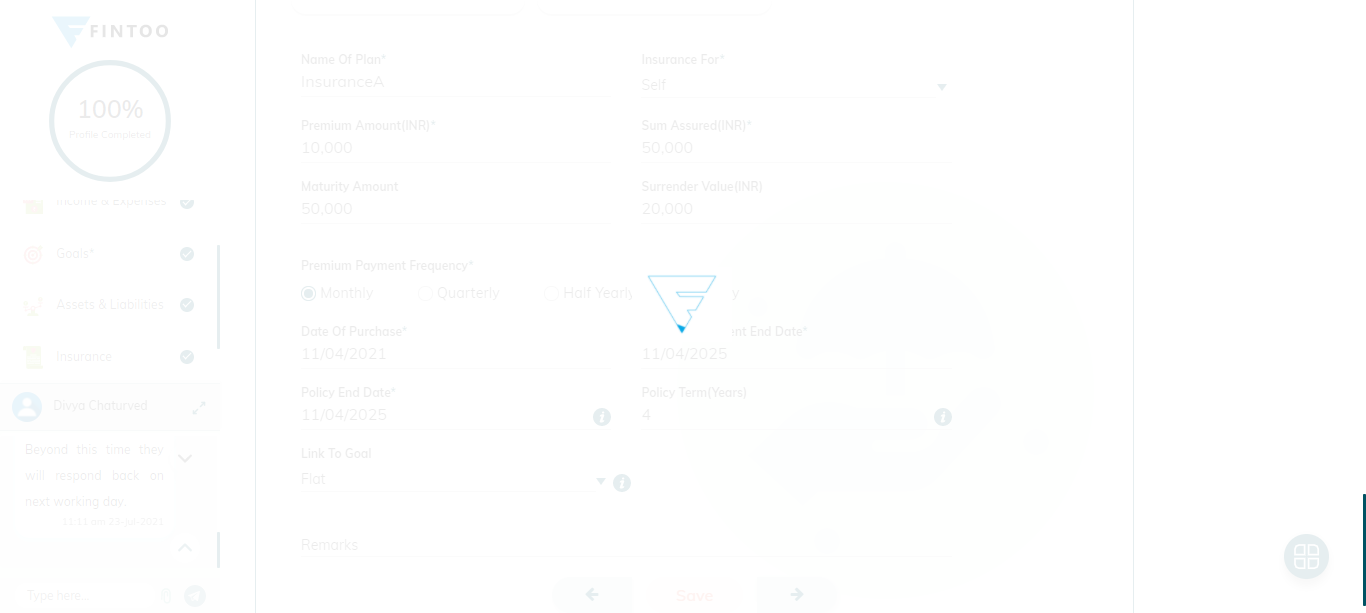 FINTOO
100%
Profile Completed
Income & Expenses
Goals*
Assets & Liabilities
Insurance
Divya Chaturved
Beyond this time they
will respond back on
next working day.
11:11 am 23-jul-2021
Type here...
Name Of Plan*
InsuranceA
Insurance For*
Self
Premium Amount(INR)*
10,000
Sum Assured(INR)*
50,000
Maturity Amount
50,000
Surrender Value(INR)
20,000
Premium Payment Frequency*
Monthly Quarterly Half Yearly y
Date Of Purchase*
11/04/2021
nt End Date*
11/04/2025
Policy End Date*
11/04/2025
Policy Term(Years)
4
Link To Goal
Flat
Remarks
Save